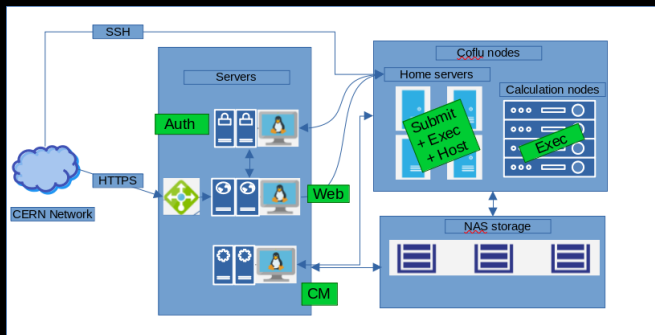 SSH
Coflu nodes
Servers
Home servers
Calculation nodes
Auth
Submit
+ Exec
+ Host
Exec
HTTPS
Web
CERN Network
NAS storage
CM